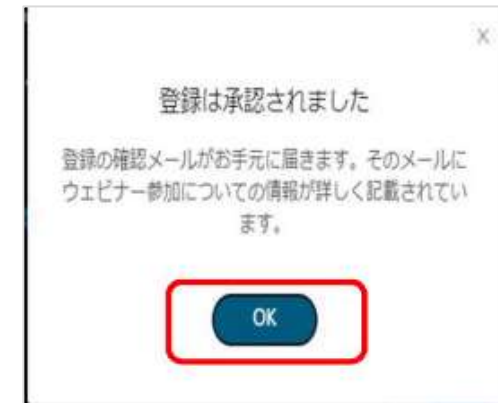 ×
登録は承認されました
登録の確認メールがお手元に届きます。そのメールに
ウェビナー参加についての情報が詳しく記載されてい
ます。
OK